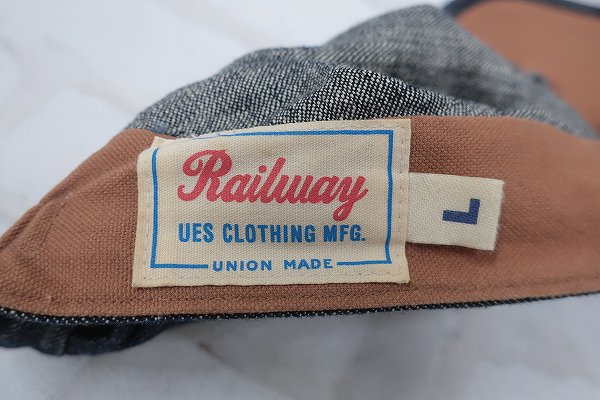 Railway
UES CLOTHING MFG.
UNION MADE
L